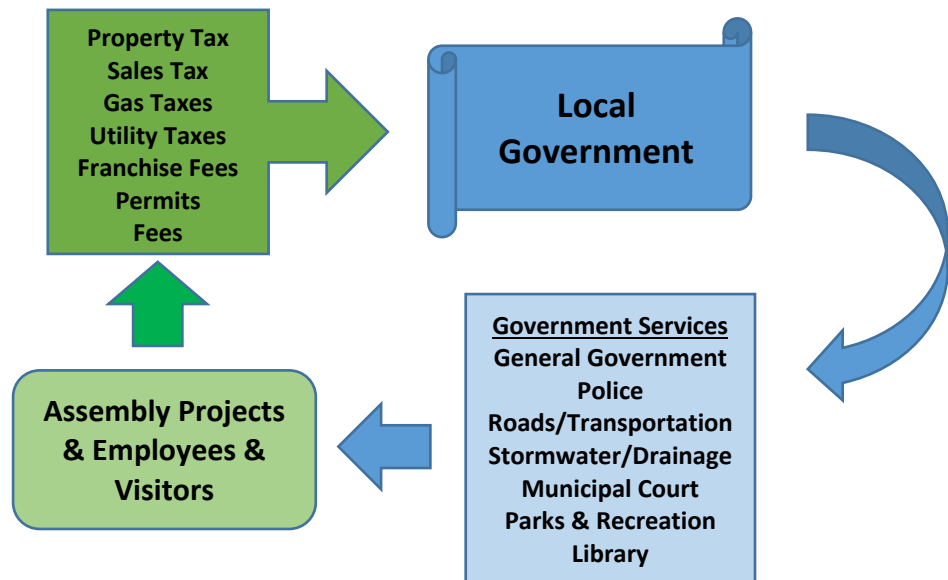 Property Tax
Sales Tax
Gas Taxes
Utility Taxes
Franchise Fees
Permits
Fees
Local
Government
Government Services
General Government
Police
Roads/Transportation
Stormwater/Drainage
Municipal Court
Parks & Recreation
Library
Assembly Projects
& Employees &
Visitors